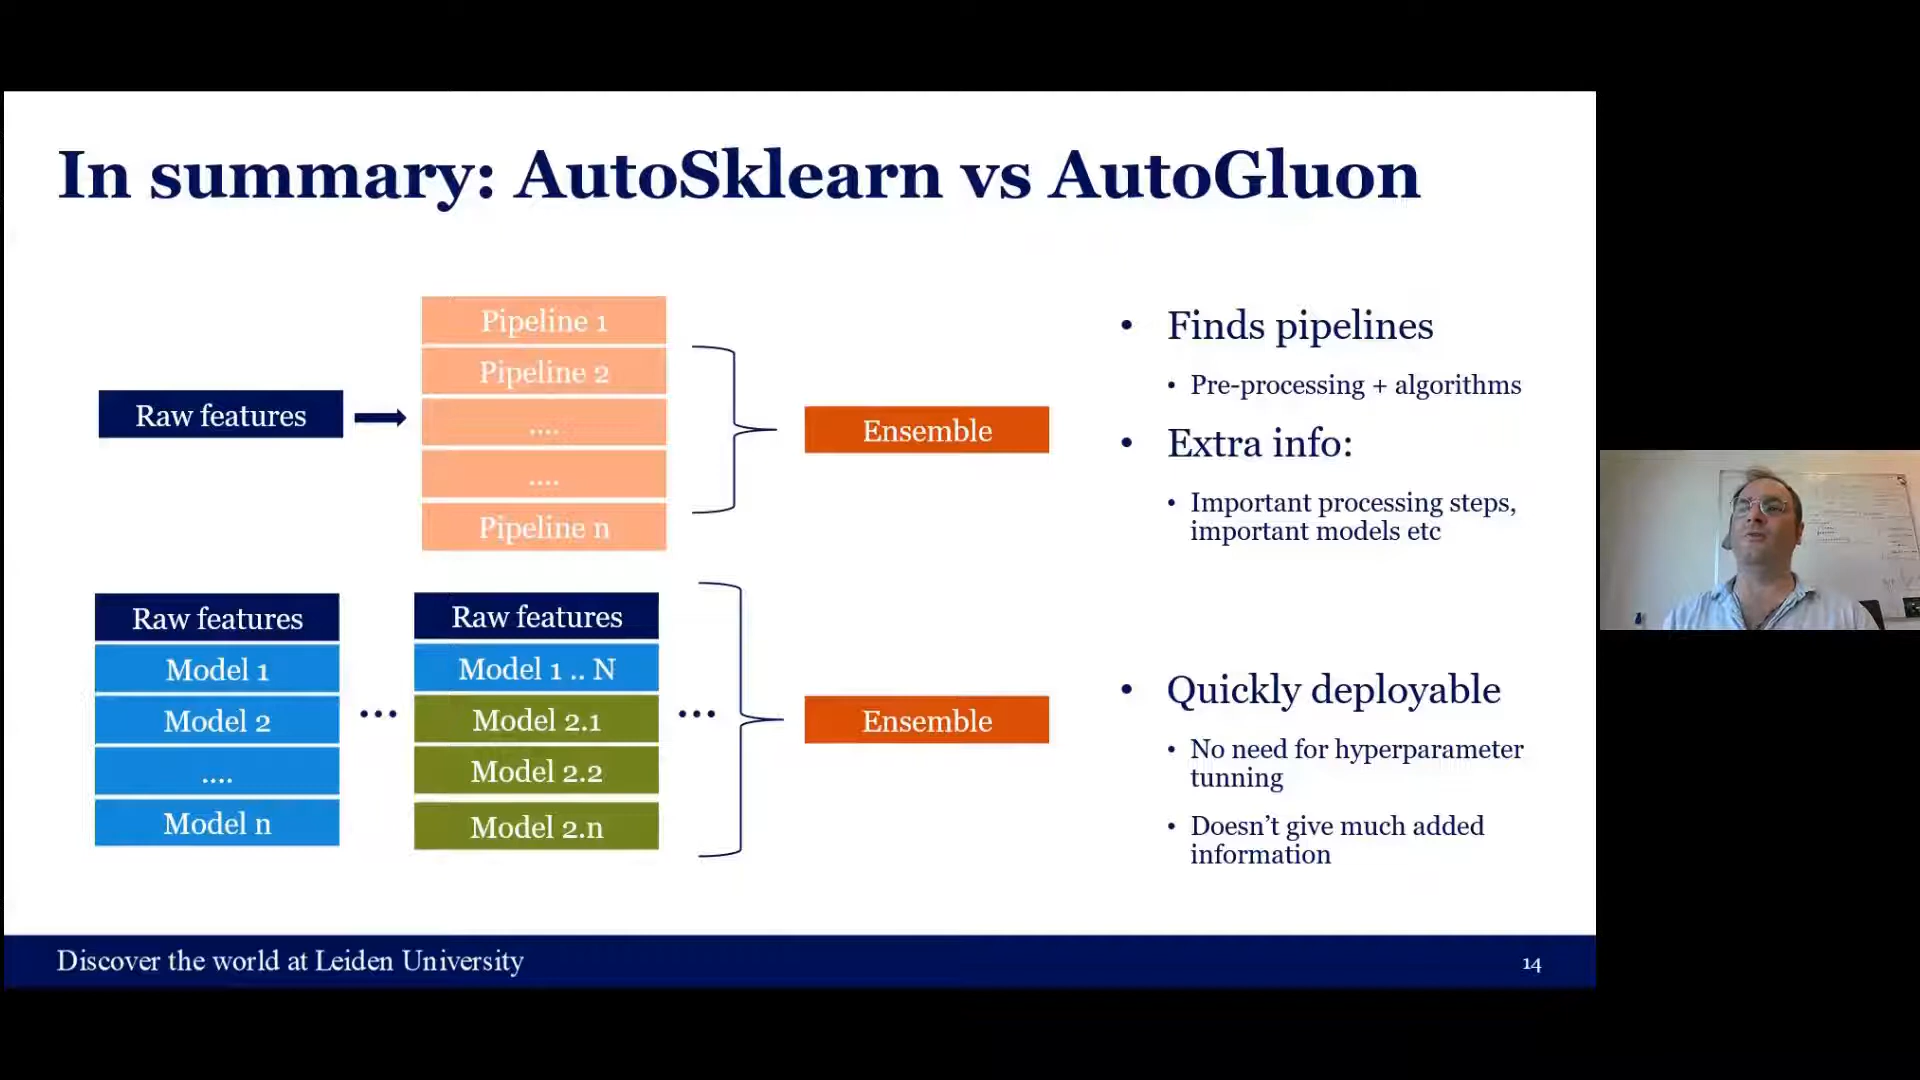 In summary: AutoSklearn vs AutoGluon
Raw features
Pipeline 1
Pipeline 2
....
....
Pipeline n
Ensemble
• Finds pipelines
• Pre-processing + algorithms
• Extra info:
• Important processing steps,
important models etc
Raw features
Model 1
Model 2
....
Model n
...
Raw features
Model 1 .. N
Model 2.1
Model 2.2
Model 2.n
...
Ensemble
• Quickly deployable
• No need for hyperparameter
tunning
• Doesn't give much added
information
Discover the world at Leiden University
14